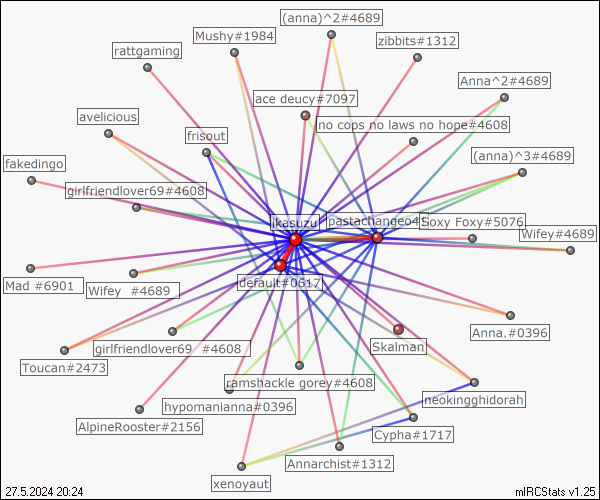 (anna)^2#4689
Mushy#1984
zibbits#1312
rattgaming
Anna^2#4689
ace deucy#7097
avelicious
no cops no laws no hope#4608
frisout
(anna)^3#4689
fakedingo
girlfriendlover69#4608
ikasuzu
pastachangeo4
Soxy Foxy#5076
Wify#4689
Mad #6901
Wifey #4689
default#0617
Anna.#0396
girlfriendlover69 #4608
Skalman
Toucan#2473
ramshackle gorey#4608
neokingghidorah
hypomanianna#0396
AlpineRooster#2156
Cypha#1717
Annarchist#1312
xenoyaut
27.5.2024 20:24
mIRCStats v1.25